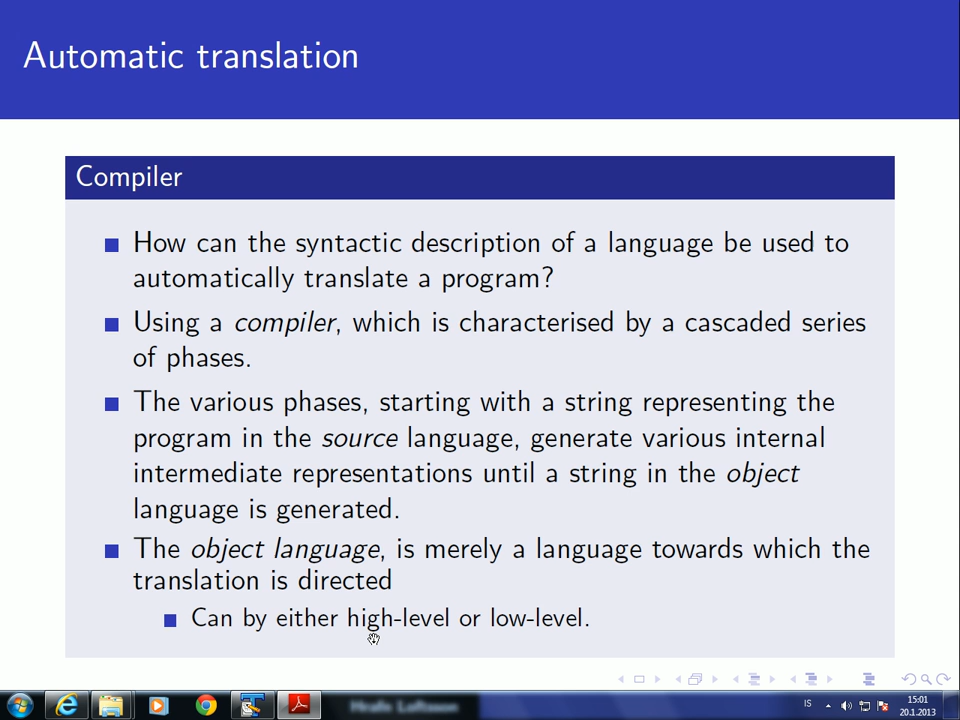 Automatic translation
Compiler
How can the syntactic description of a language be used to
automatically translate a program?
Using a compiler, which is characterised by a cascaded series
of phases.
The various phases, starting with a string representing the
program in the source language, generate various internal
intermediate representations until a string in the object
language is generated.
The object language, is merely a language towards which the
translation is directed
Can by either high-level or low-level.
Hrafn Loftsson
IS
15:01
20.1.2013